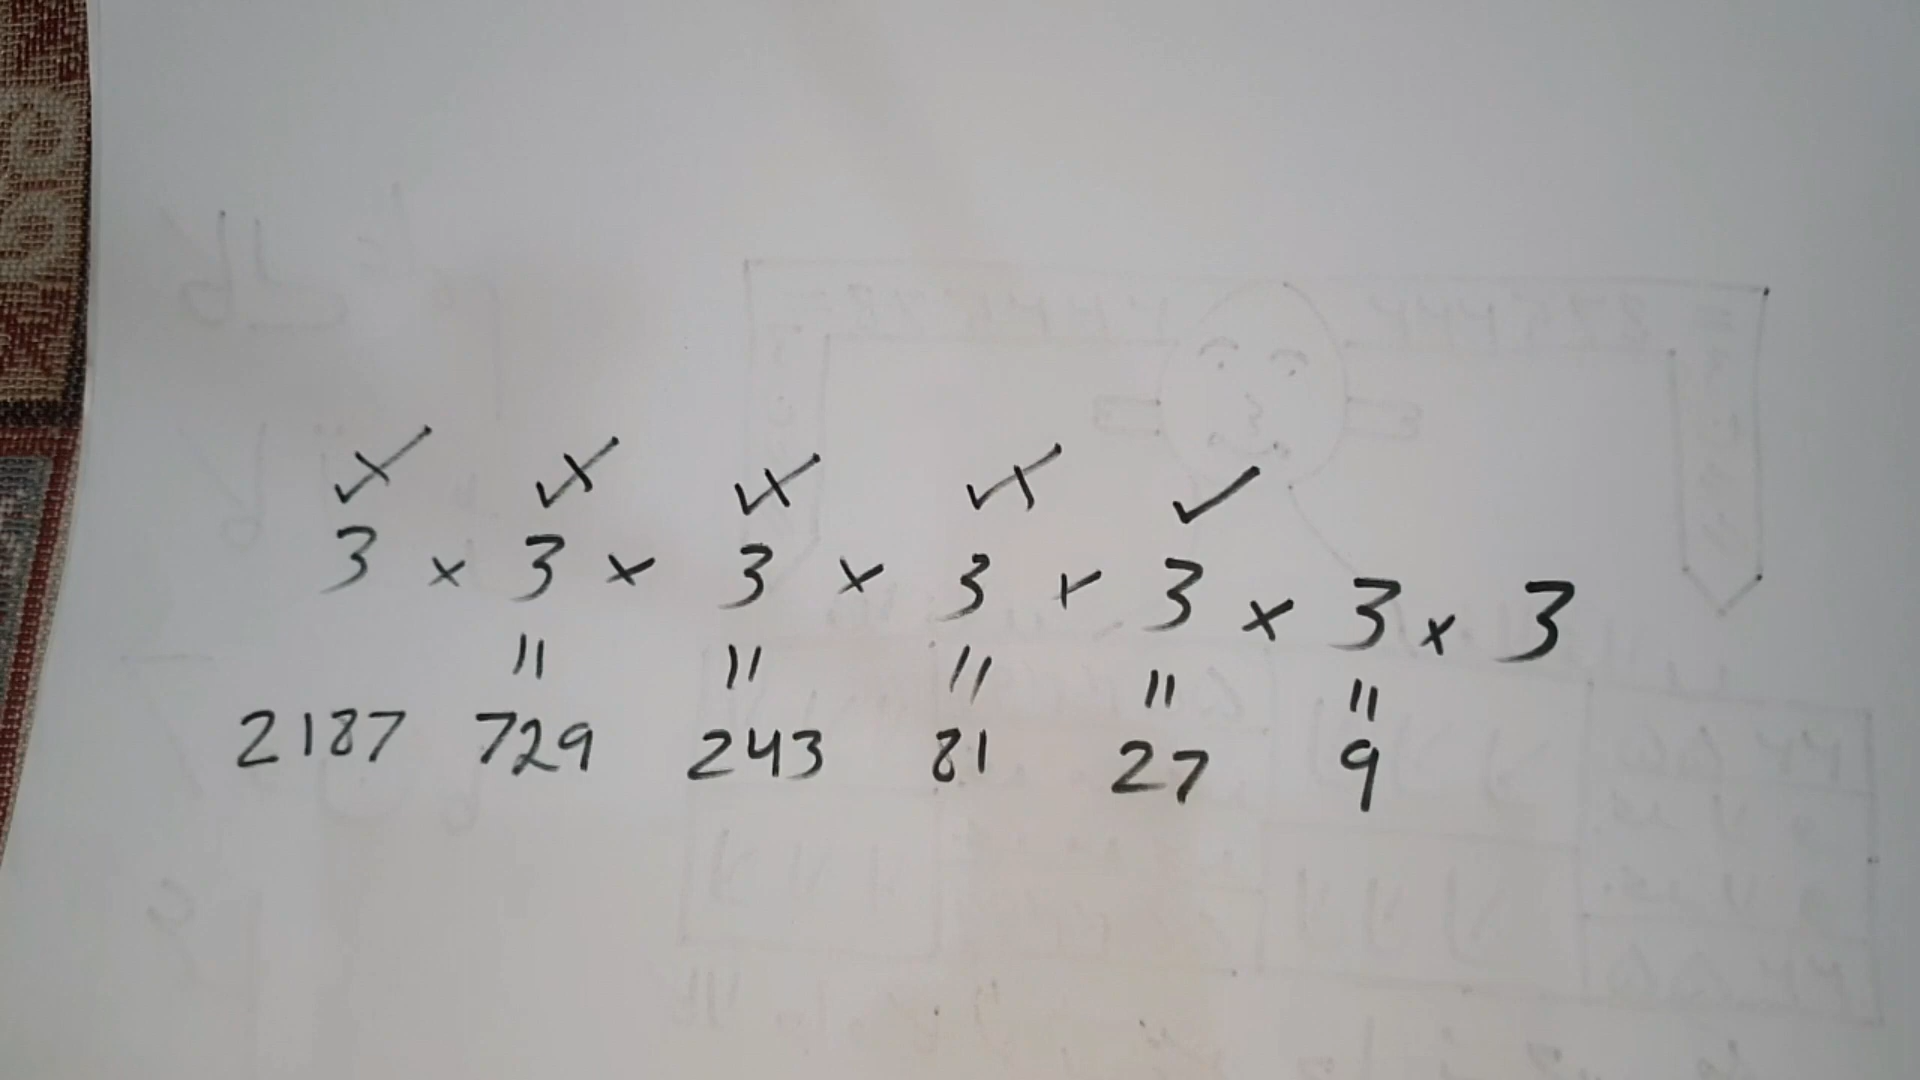 3 × 3 × 3 × 3 × 3 × 3 × 3
= = = = =
2187 729 243 81 27 9